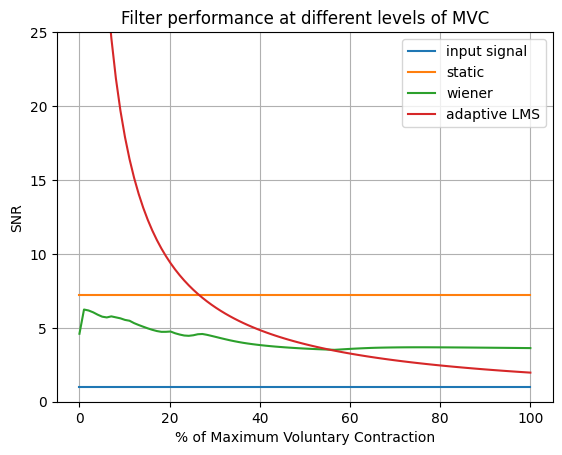 Filter performance at different levels of MVC
25
20
15
10
5
0
SNR
input signal
static
wiener
adaptive LMS
0 20 40 60 80 100
% of Maximum Voluntary Contraction